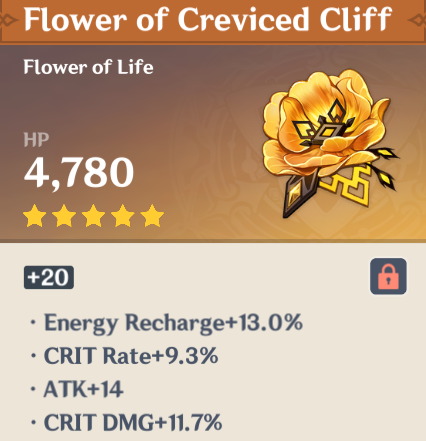 Flower of Creviced Cliff
Flower of Life
HP
4,780
+20
· Energy Recharge+13.0%
· CRIT Rate+9.3%
· ATK+14
· CRIT DMG+11.7%